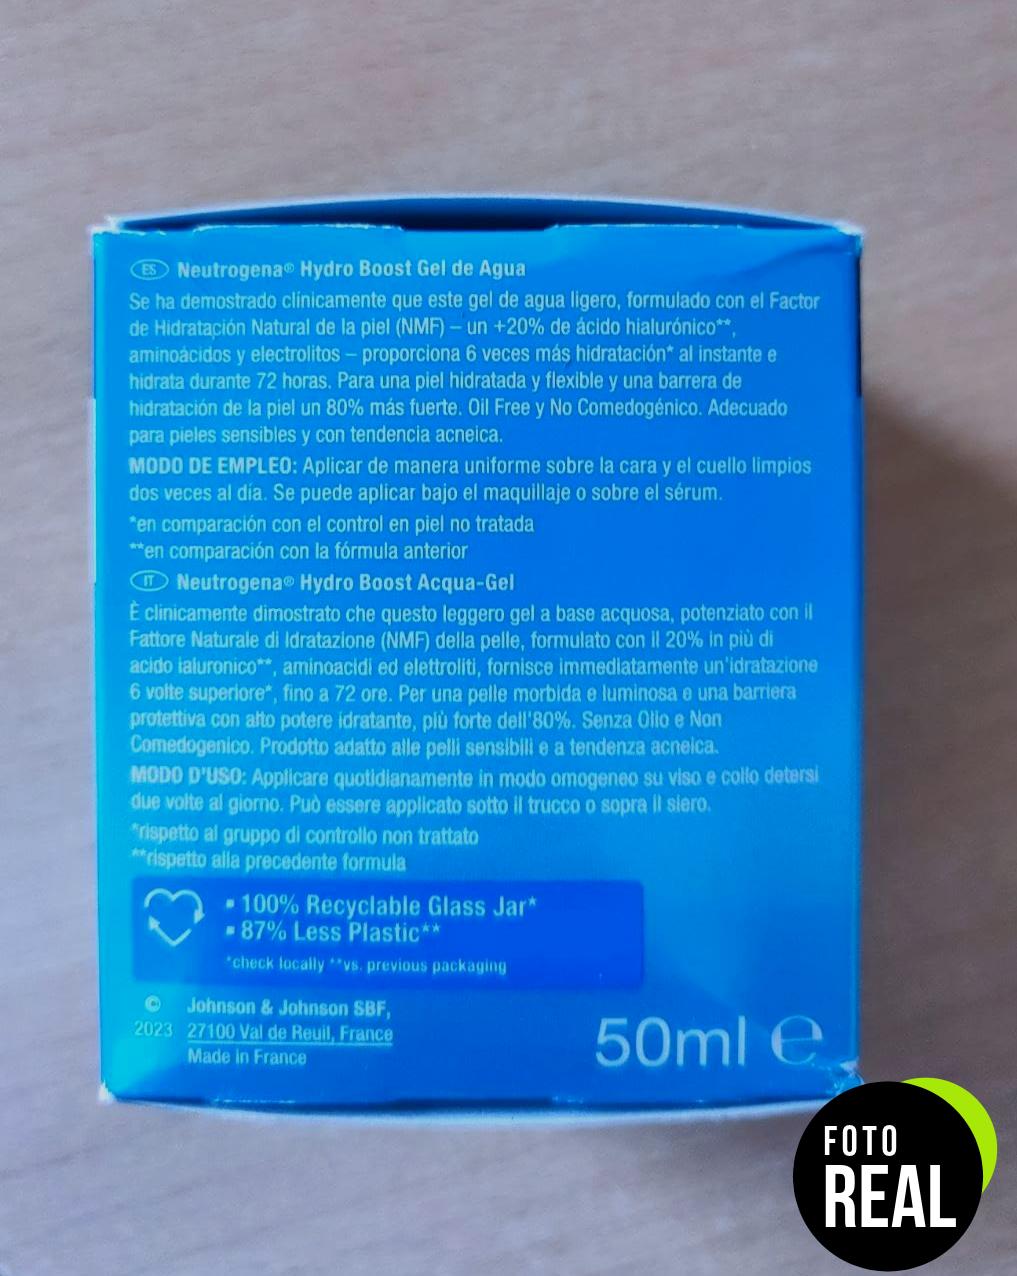 ES Neutrogena® Hydro Boost Gel de Agua
Se ha demostrado clínicamente que este gel de agua ligero, formulado con el Factor
de Hidratación Natural de la piel (NMF) – un +20% de ácido hialurónico**,
aminoácidos y electrolitos – proporciona 6 veces más hidratación* al instante e
hidrata durante 72 horas. Para una piel hidratada y flexible y una barrera de
hidratación de la piel un 80% más fuerte. Oil Free y No Comedogénico. Adecuado
para pieles sensibles y con tendencia acneica.
MODO DE EMPLEO: Aplicar de manera uniforme sobre la cara y el cuello limpios
dos veces al día. Se puede aplicar bajo el maquillaje o sobre el sérum.
*en comparación con el control en piel no tratada
**en comparación con la fórmula anterior
IT Neutrogena® Hydro Boost Acqua-Gel
È clinicamente dimostrato che questo leggero gel a base acquosa, potenziato con il
Fattore Naturale di Idratazione (NMF) della pelle, formulato con il 20% in più di
acido ialuronico**, aminoacidi ed elettroliti, fornisce immediatamente un'idratazione
6 volte superiore*, fino a 72 ore. Per una pelle morbida e luminosa e una barriera
protettiva con alto potere idratante, più forte dell'80%. Senza Olio e Non
Comedogenico. Prodotto adatto alle pelli sensibili e a tendenza acneica.
MODO D'USO: Applicare quotidianamente in modo omogeneo su viso e collo detersi
due volte al giorno. Può essere applicato sotto il trucco o sopra il siero.
*rispetto al gruppo di controllo non trattato
**rispetto alla precedente formula
▪ 100% Recyclable Glass Jar*
▪ 87% Less Plastic**
*check locally **vs. previous packaging
© Johnson & Johnson SBF,
2023 27100 Val de Reuil, France
Made in France
50ml ℮
FOTO
REAL